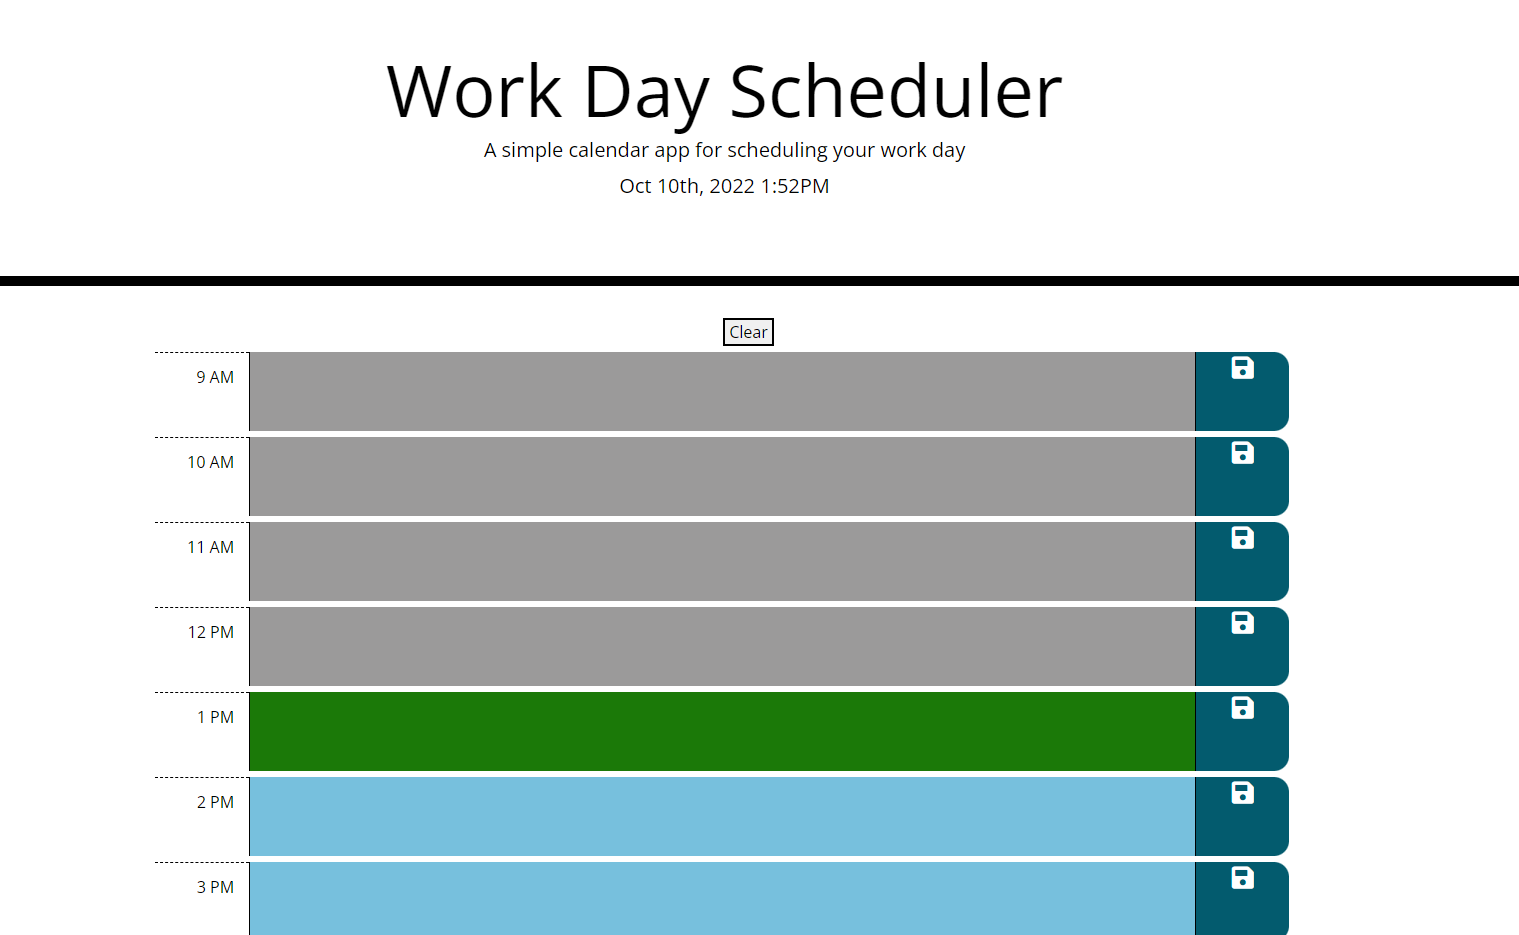 Work Day Scheduler
A simple calendar app for scheduling your work day
Oct 10th, 2022 1:52PM
Clear
9 AM
10 AM
11 AM
12 PM
1 PM
2 PM
3 PM